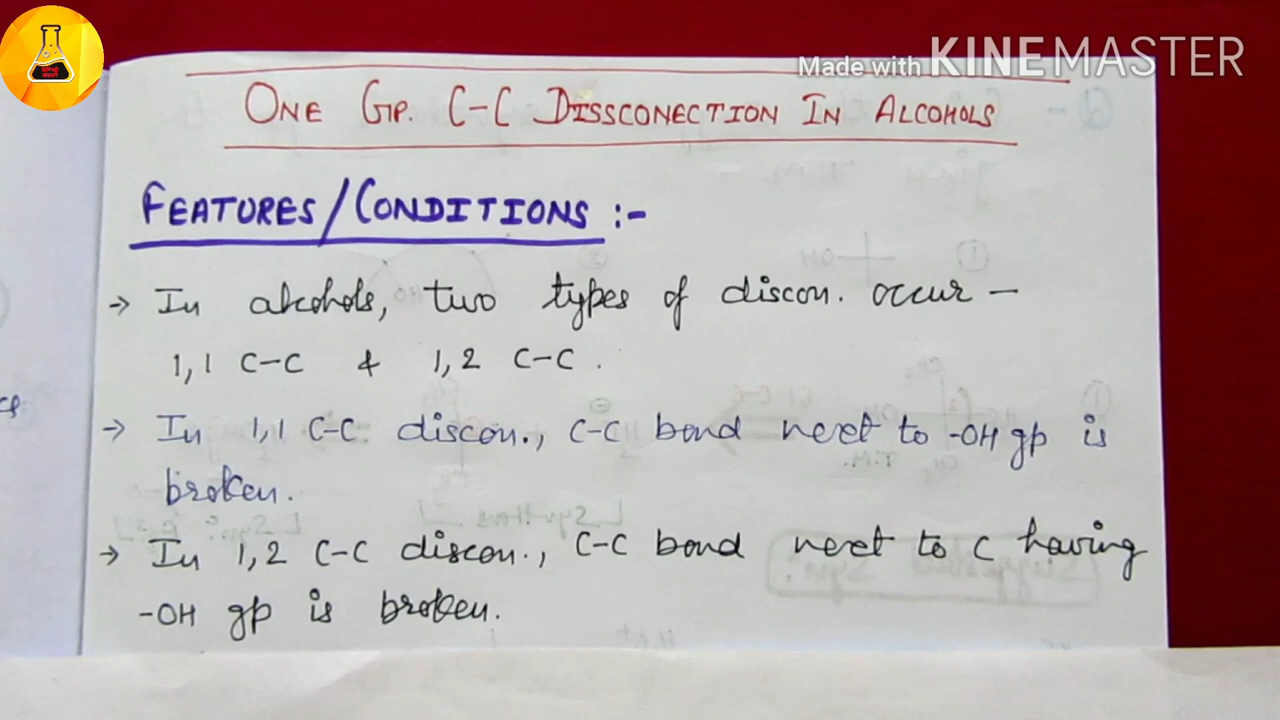 Made with KINEMASTER
ONE GP. C-C DISSCONECTION IN ALCOHOLS
FEATURES/CONDITIONS :-
→ In alcohols, two types of discon. occur —
1,1 C-C & 1,2 C-C.
→ In 1,1 C-C discon., C-C bond next to -OH gp is
broken.
→ In 1,2 C-C discon., C-C bond next to C having
-OH gp is broken.